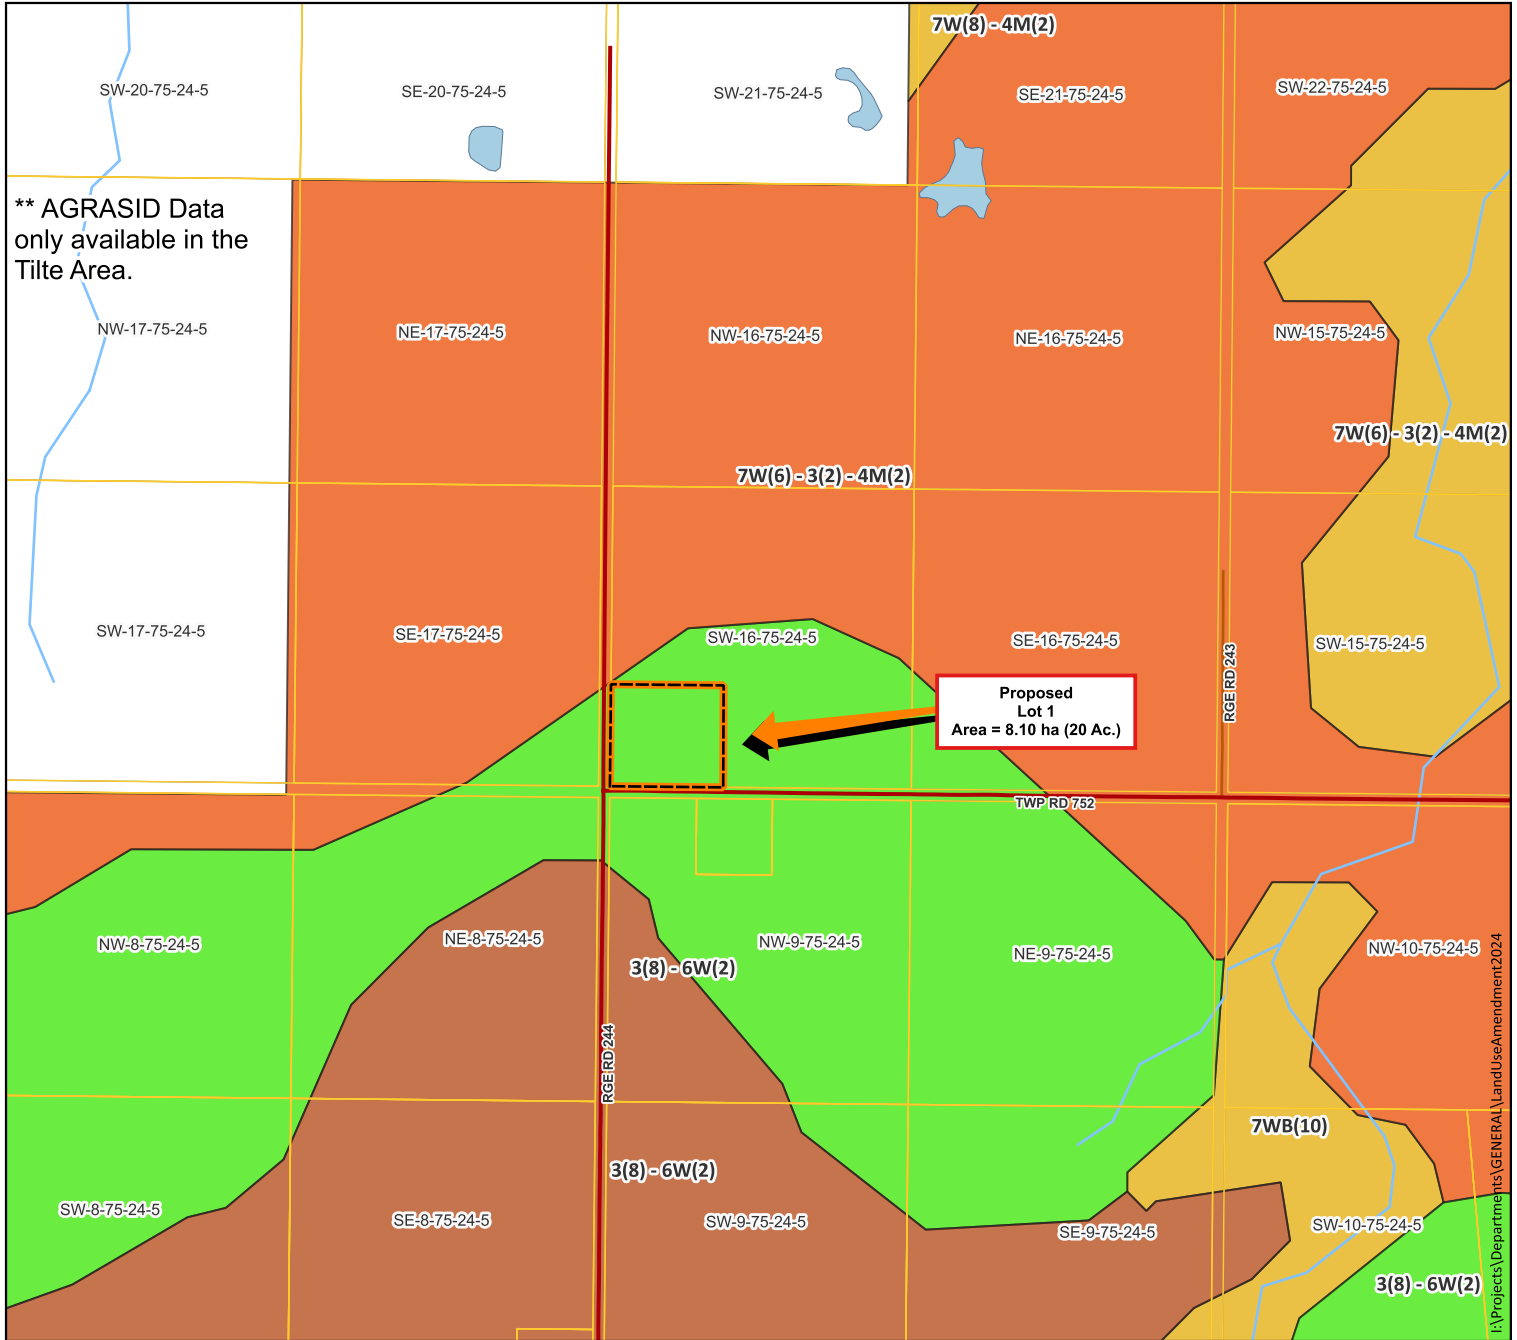 7W(8) - 4M(2)
SW-20-75-24-5
SE-20-75-24-5
SW-21-75-24-5
SE-21-75-24-5
SW-22-75-24-5
** AGRASID Data
only available in the
Tilte Area.
NW-17-75-24-5
NE-17-75-24-5
NW-16-75-24-5
NE-16-75-24-5
NW-15-75-24-5
7W(6) - 3(2) - 4M(2)
7W(6) - 3(2) - 4M(2)
SW-17-75-24-5
SE-17-75-24-5
SW-16-75-24-5
SE-16-75-24-5
SW-15-75-24-5
RGE RD 243
Proposed
Lot 1
Area = 8.10 ha (20 Ac.)
TWP RD 752
NW-8-75-24-5
NE-8-75-24-5
NW-9-75-24-5
NE-9-75-24-5
NW-10-75-24-5
3(8) - 6W(2)
RGE RD 244
7WB(10)
3(8) - 6W(2)
SW-8-75-24-5
SE-8-75-24-5
SW-9-75-24-5
SE-9-75-24-5
SW-10-75-24-5
3(8) - 6W(2)
I:\Projects\Departments\GENERAL\LandUseAmendment2024